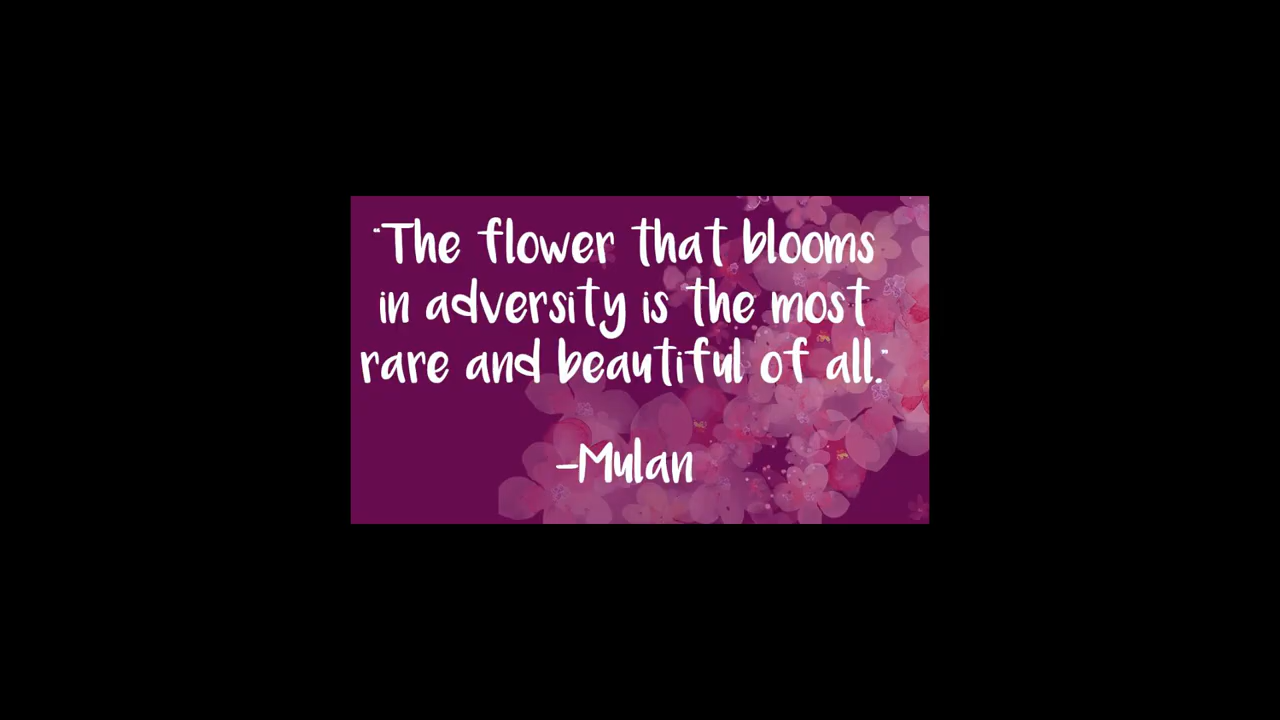 "The flower that blooms
in adversity is the most
rare and beautiful of all."
-Mulan